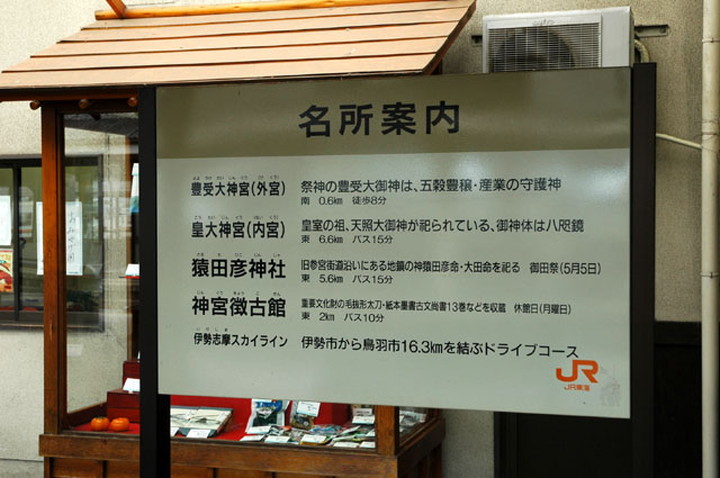 名所案内
豊受大神宮(外宮) 祭神の豊受大御神は、五穀豊穣・産業の守護神
南 0.6km 徒歩8分
皇大神宮(内宮) 皇室の祖、天照大御神が祀られている、御神体は八咫鏡
東 6.6km バス15分
猿田彦神社 旧参宮街道沿いにある地鎮の神猿田彦命・大田命を祀る 御田祭(5月5日)
東 5.6km バス15分
神宮徴古館 重要文化財の毛抜形太刀・紙本墨書古文尚書13巻などを収蔵 休館日(月曜日)
東 2km バス10分
いせしま
伊勢志摩スカイライン 伊勢市から鳥羽市16.3kmを結ぶドライブコース
JR
JR東海